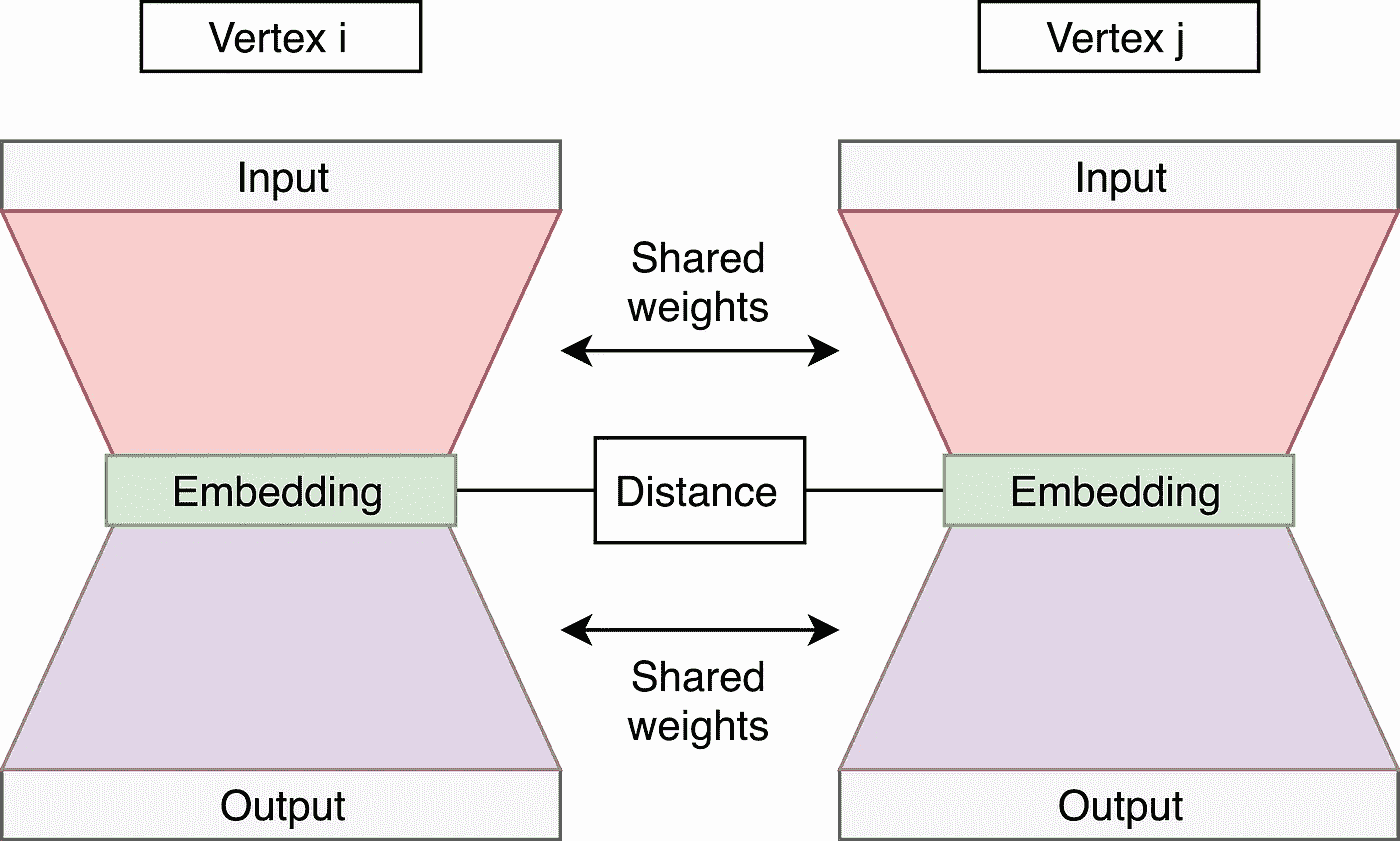 Vertex i
Vertex j
Input
Input
Shared
weights
Embedding
Distance
Embedding
Shared
weights
Output
Output